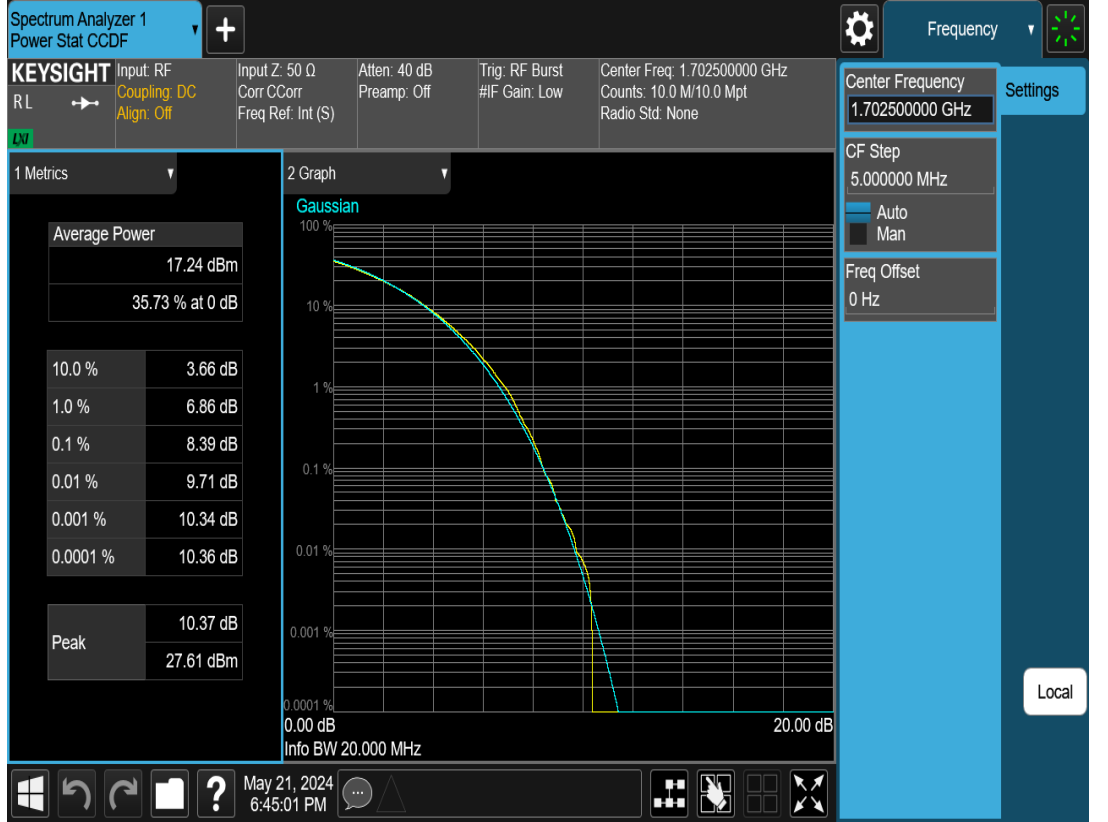 Spectrum Analyzer 1
Power Stat CCDF
+
Frequency
KEYSIGHT
RL
LXI
Input: RF
Coupling: DC
Align: Off
Input Z: 50 Ω
Corr CCorr
Freq Ref: Int (S)
Atten: 40 dB
Preamp: Off
Trig: RF Burst
#IF Gain: Low
Center Freq: 1.702500000 GHz
Counts: 10.0 M/10.0 Mpt
Radio Std: None
Center Frequency
1.702500000 GHz
Settings
CF Step
5.000000 MHz
Auto
Man
Freq Offset
0 Hz
Local
1 Metrics
Average Power
17.24 dBm
35.73 % at 0 dB
10.0 % 3.66 dB
1.0 % 6.86 dB
0.1 % 8.39 dB
0.01 % 9.71 dB
0.001 % 10.34 dB
0.0001 % 10.36 dB
Peak
10.37 dB
27.61 dBm
2 Graph
Gaussian
100 %
10 %
1 %
0.1 %
0.01 %
0.001 %
0.0001 %
0.00 dB 20.00 dB
Info BW 20.000 MHz
?
May 21, 2024
6:45:01 PM